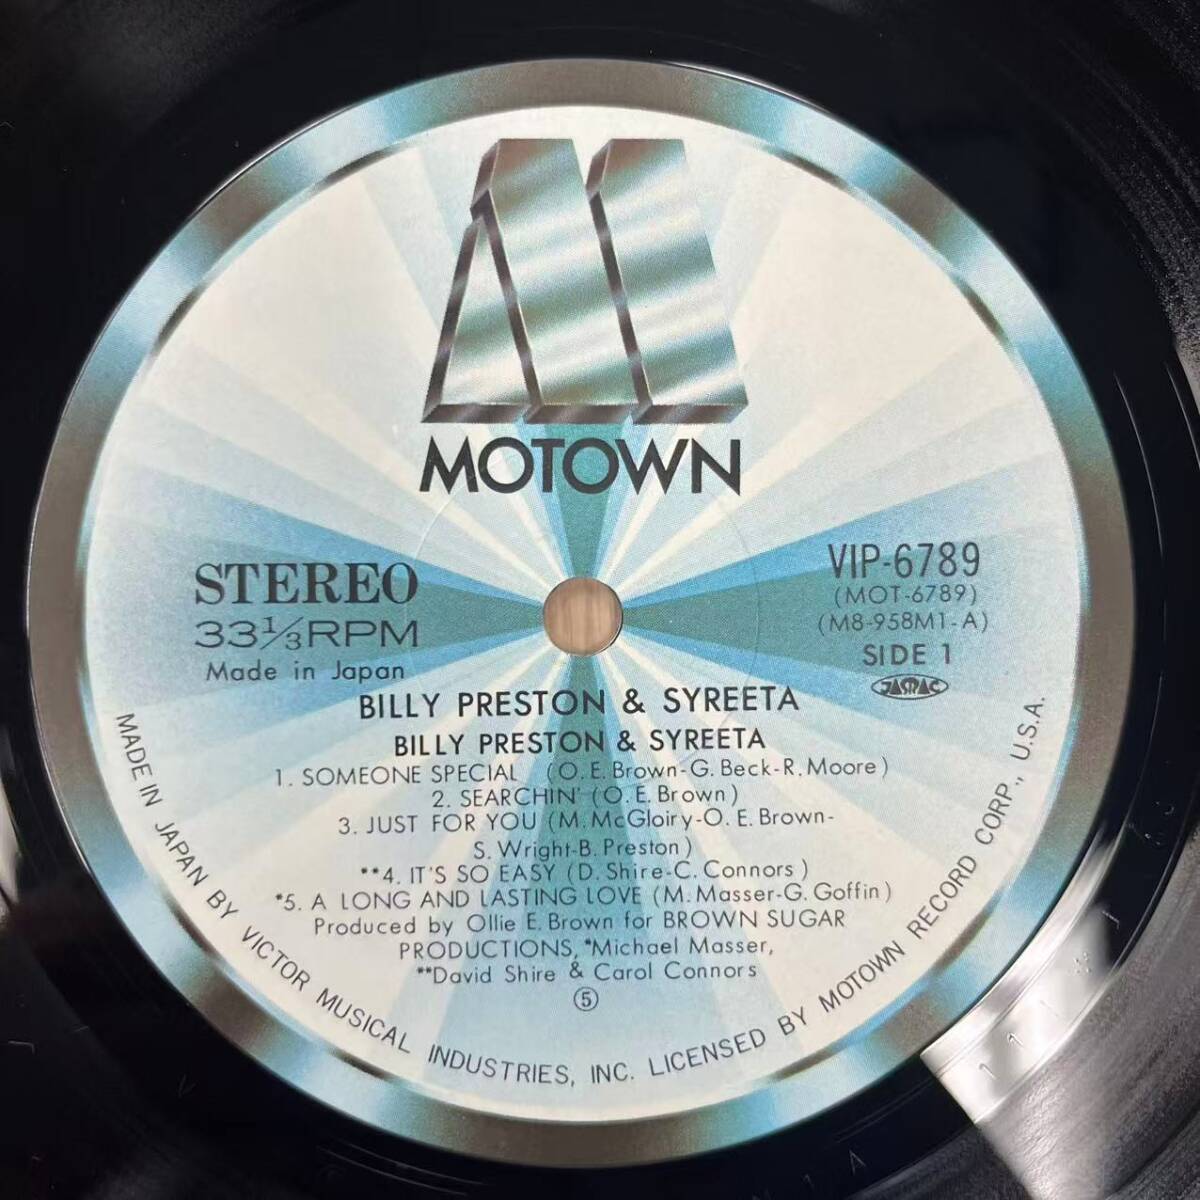 MOTOWN
STEREO
33⅓RPM
Made in Japan
VIP-6789
(MOT-6789)
(M8-958M1-A)
SIDE 1
JASRAC
BILLY PRESTON & SYREETA
BILLY PRESTON & SYREETA
1. SOMEONE SPECIAL (O.E.Brown-G.Beck-R.Moore)
2. SEARCHIN' (O.E.Brown)
3. JUST FOR YOU (M.McGloiry-O.E.Brown-
S.Wright-B.Preston)
**4. IT'S SO EASY (D.Shire-C.Connors)
*5. A LONG AND LASTING LOVE (M.Masser-G.Goffin)
Produced by Ollie E.Brown for BROWN SUGAR
PRODUCTIONS,*Michael Masser,
**David Shire & Carol Connors
⑤
MADE IN JAPAN BY VICTOR MUSICAL INDUSTRIES, INC. LICENSED BY MOTOWN RECORD CORP., U.S.A.